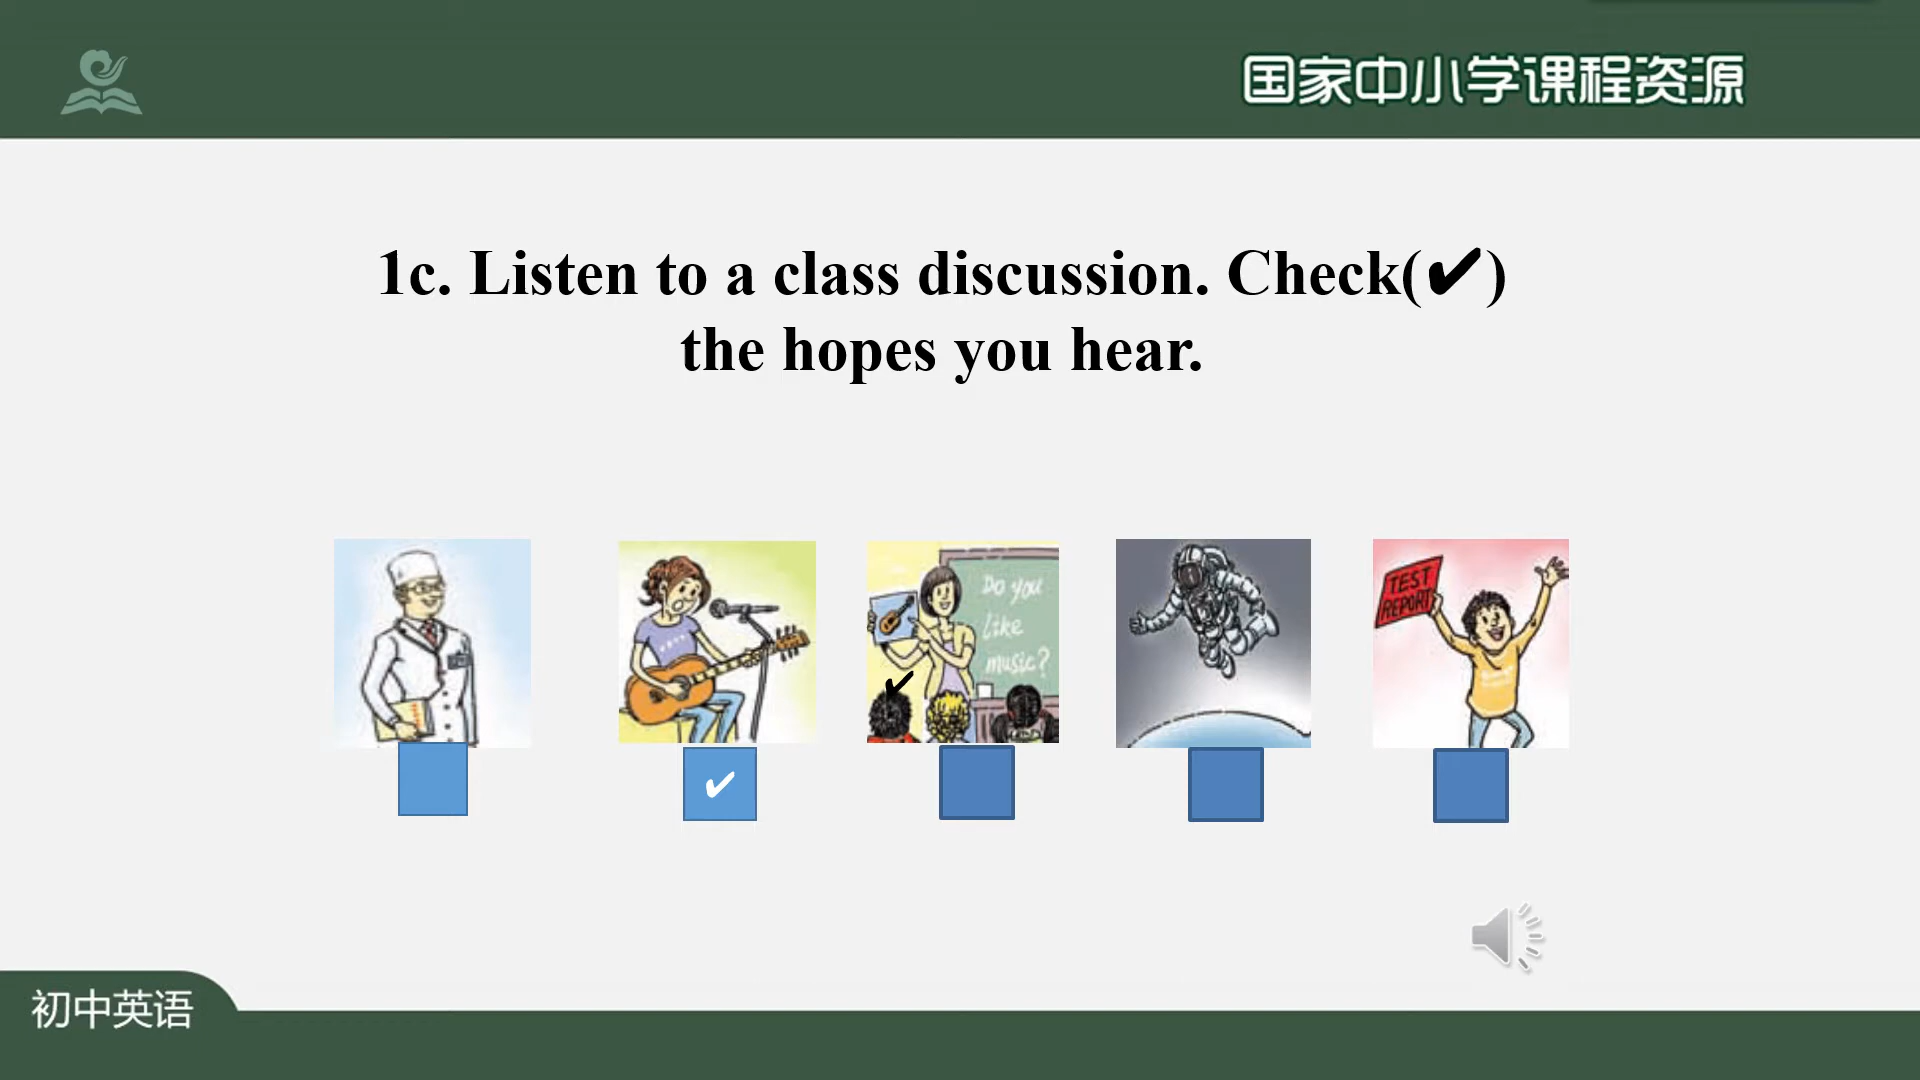 国家中小学课程资源
1c. Listen to a class discussion. Check(✔)
the hopes you hear.
Do you
like
music?
TEST
REPORT
✔
✔
初中英语